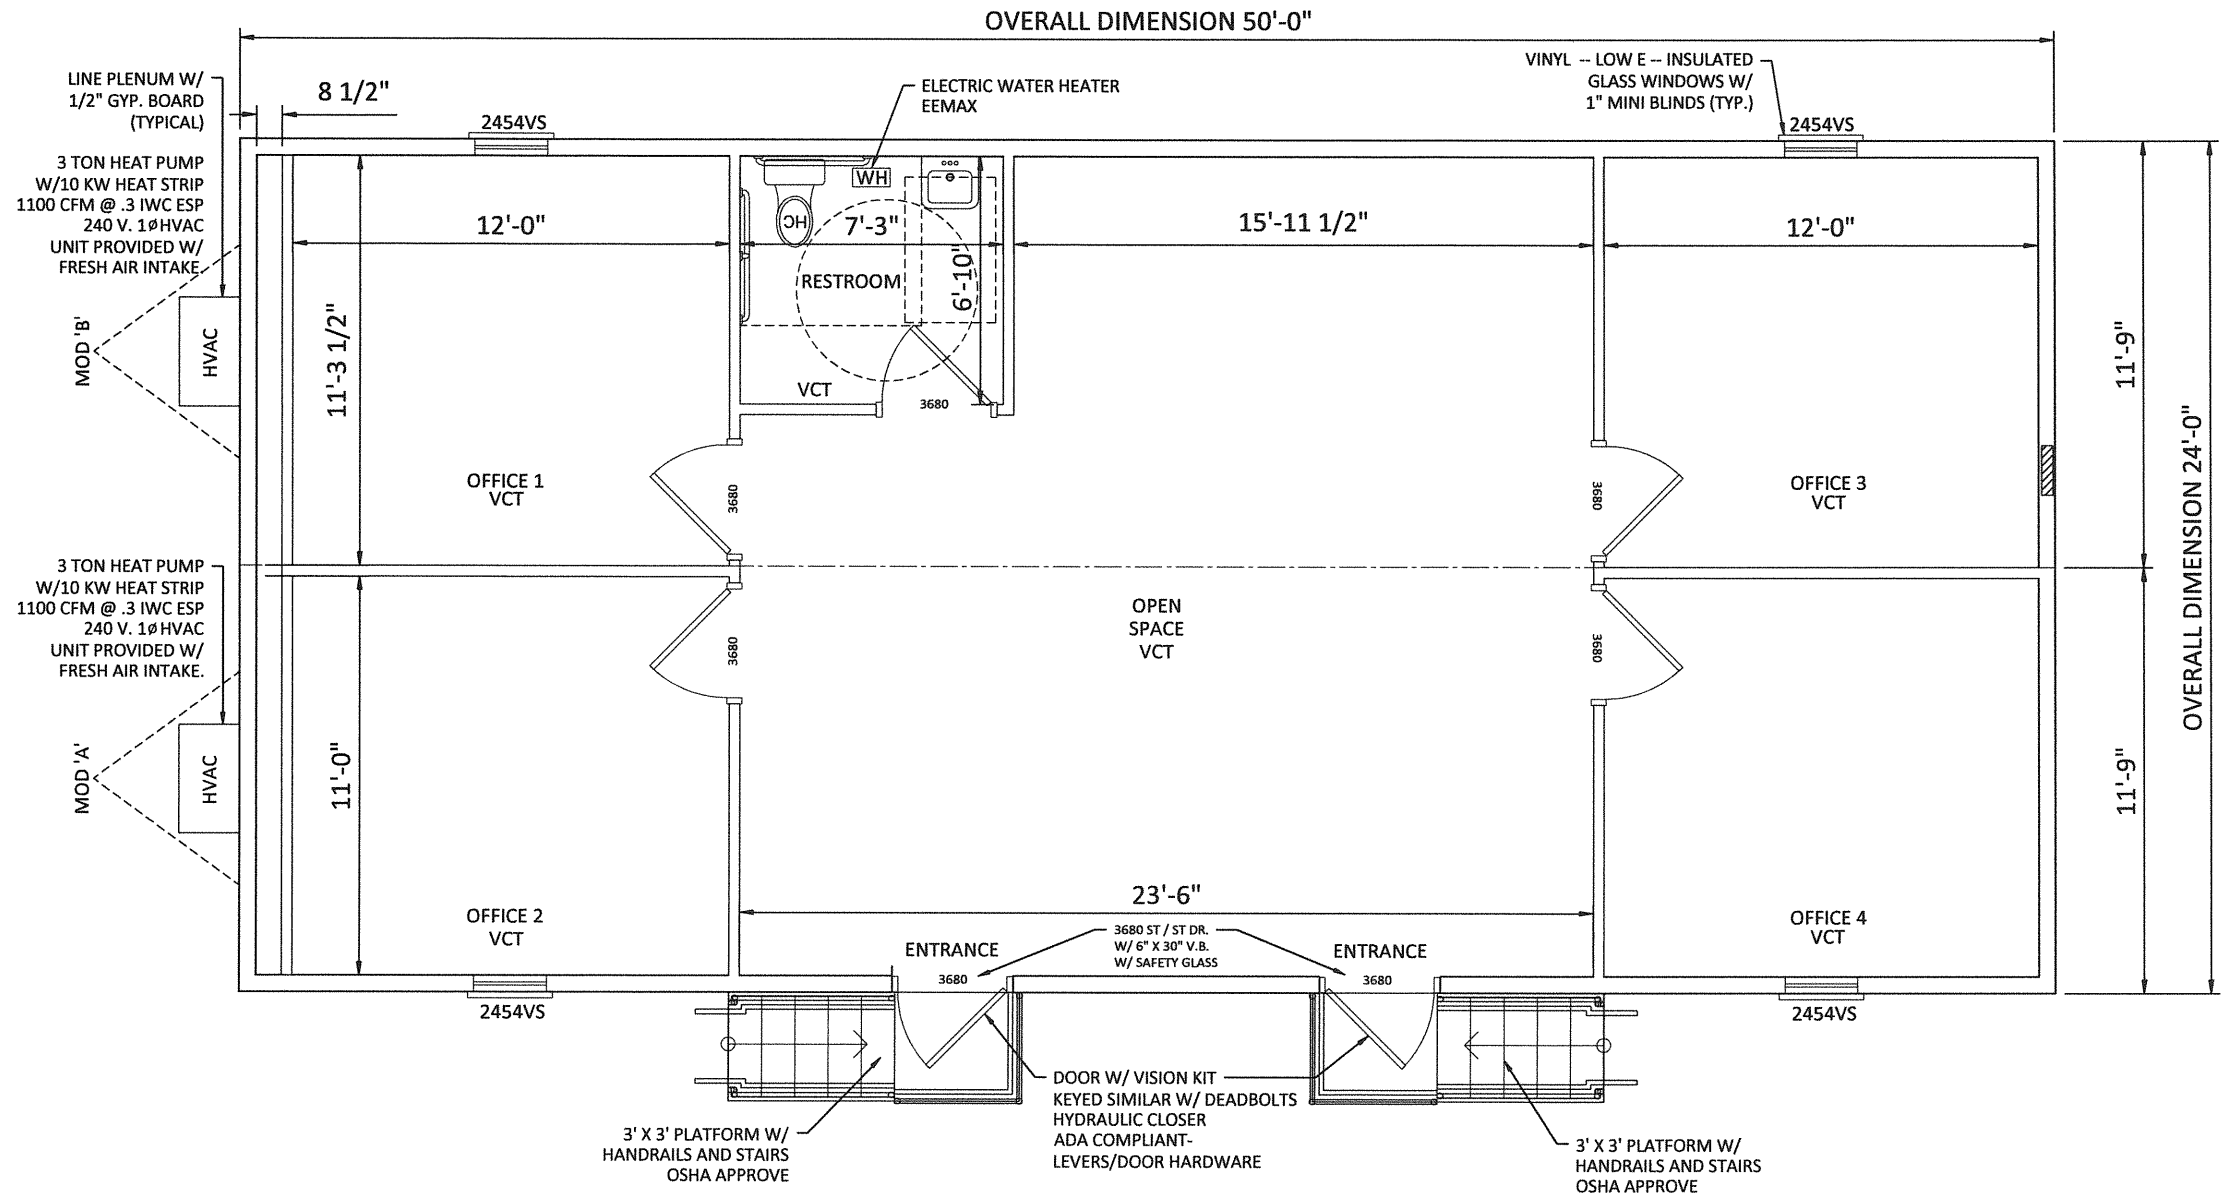 OVERALL DIMENSION 50'-0"
LINE PLENUM W/
1/2" GYP. BOARD
(TYPICAL)
8 1/2"
ELECTRIC WATER HEATER
EEMAX
VINYL -- LOW E -- INSULATED
GLASS WINDOWS W/
1" MINI BLINDS (TYP.)
2454VS
2454VS
3 TON HEAT PUMP
W/10 KW HEAT STRIP
1100 CFM @ .3 IWC ESP
240 V. 1ø HVAC
UNIT PROVIDED W/
FRESH AIR INTAKE.
WH
HC
12'-0"
7'-3"
15'-11 1/2"
12'-0"
RESTROOM
6'-10"
MOD 'B'
HVAC
11'-3 1/2"
11'-9"
VCT
3680
OFFICE 1
VCT
3680
3680
OFFICE 3
VCT
OVERALL DIMENSION 24'-0"
3 TON HEAT PUMP
W/10 KW HEAT STRIP
1100 CFM @ .3 IWC ESP
240 V. 1ø HVAC
UNIT PROVIDED W/
FRESH AIR INTAKE.
OPEN
SPACE
VCT
3680
3680
MOD 'A'
HVAC
11'-0"
11'-9"
23'-6"
OFFICE 2
VCT
OFFICE 4
VCT
ENTRANCE
3680 ST / ST DR.
W/ 6" X 30" V.B.
W/ SAFETY GLASS
ENTRANCE
3680
3680
2454VS
2454VS
DOOR W/ VISION KIT
KEYED SIMILAR W/ DEADBOLTS
HYDRAULIC CLOSER
ADA COMPLIANT-
LEVERS/DOOR HARDWARE
3' X 3' PLATFORM W/
HANDRAILS AND STAIRS
OSHA APPROVE
3' X 3' PLATFORM W/
HANDRAILS AND STAIRS
OSHA APPROVE